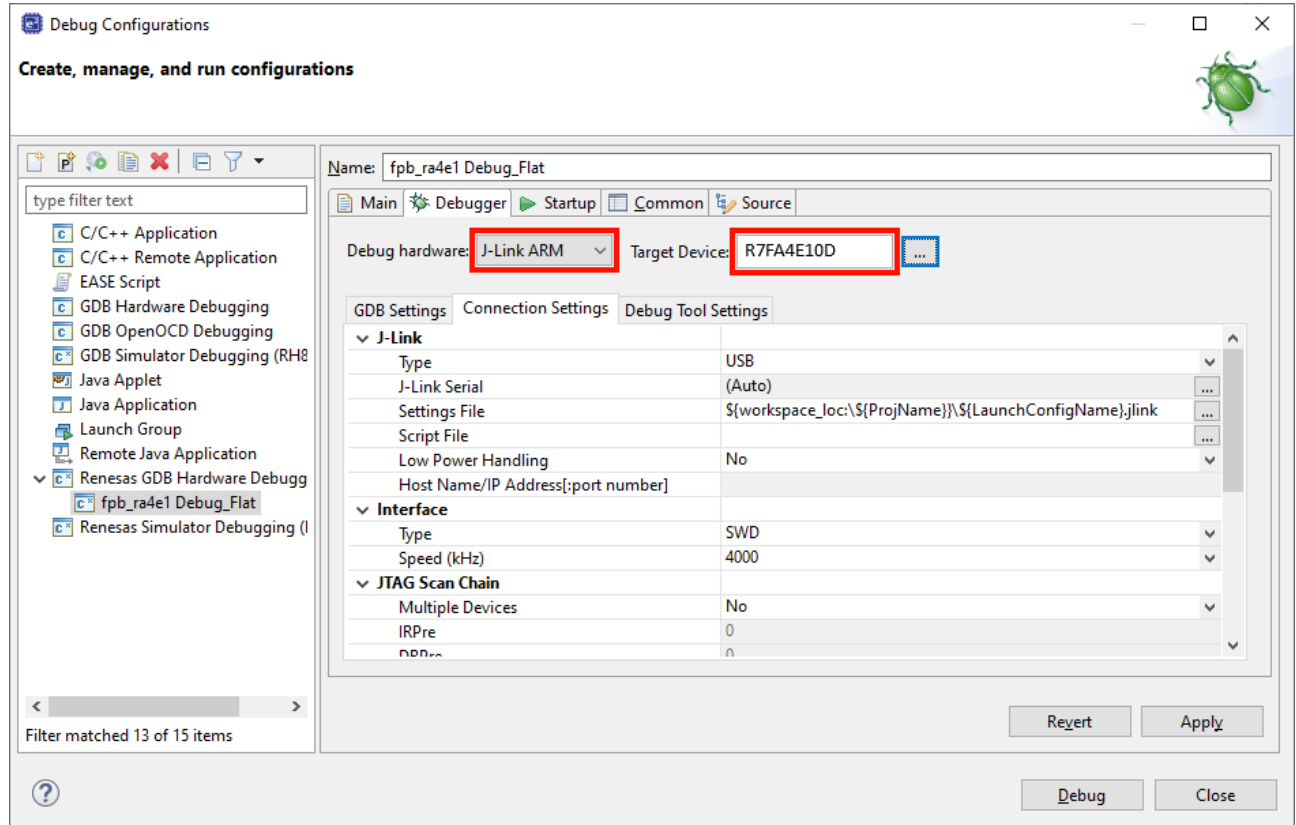 Debug Configurations
Create, manage, and run configurations
type filter text
C/C++ Application
C/C++ Remote Application
EASE Script
GDB Hardware Debugging
GDB OpenOCD Debugging
GDB Simulator Debugging (RH8
Java Applet
Java Application
Launch Group
Remote Java Application
Renesas GDB Hardware Debugg
fpb_ra4e1 Debug_Flat
Renesas Simulator Debugging (
Filter matched 13 of 15 items
Name: fpb_ra4e1 Debug_Flat
Main Debugger Startup Common Source
Debug hardware: J-Link ARM Target Device: R7FA4E10D ...
GDB Settings Connection Settings Debug Tool Settings
J-Link
Type USB
J-Link Serial (Auto) ...
Settings File ${workspace_loc:\${ProjName}}\${LaunchConfigName}.jlink ...
Script File ...
Low Power Handling No
Host Name/IP Address[:port number]
Interface
Type SWD
Speed (kHz) 4000
JTAG Scan Chain
Multiple Devices No
IRPre 0
DRPre 0
Revert Apply
Debug Close